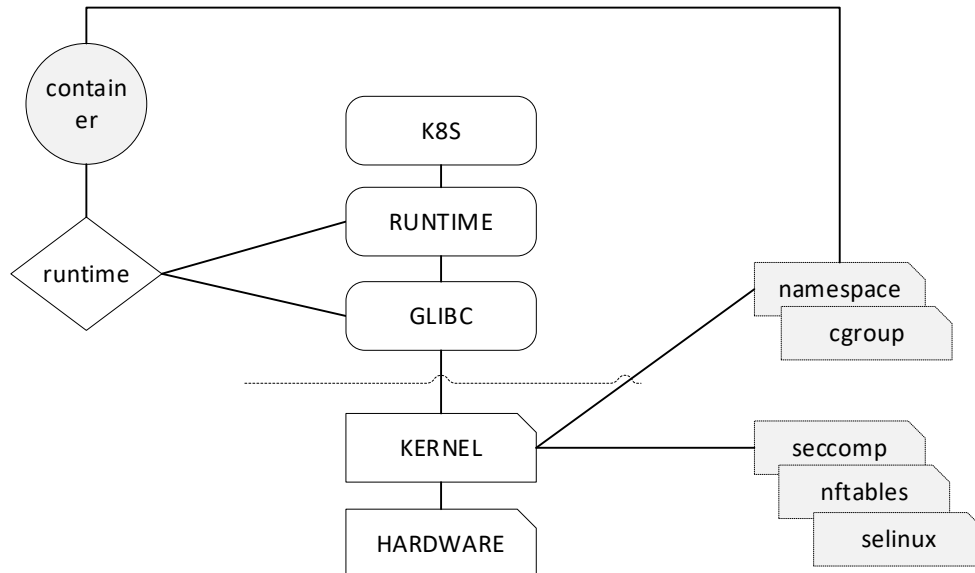 contain
er
K8S
RUNTIME
runtime
GLIBC
namespace
cgroup
KERNEL
seccomp
nftables
selinux
HARDWARE